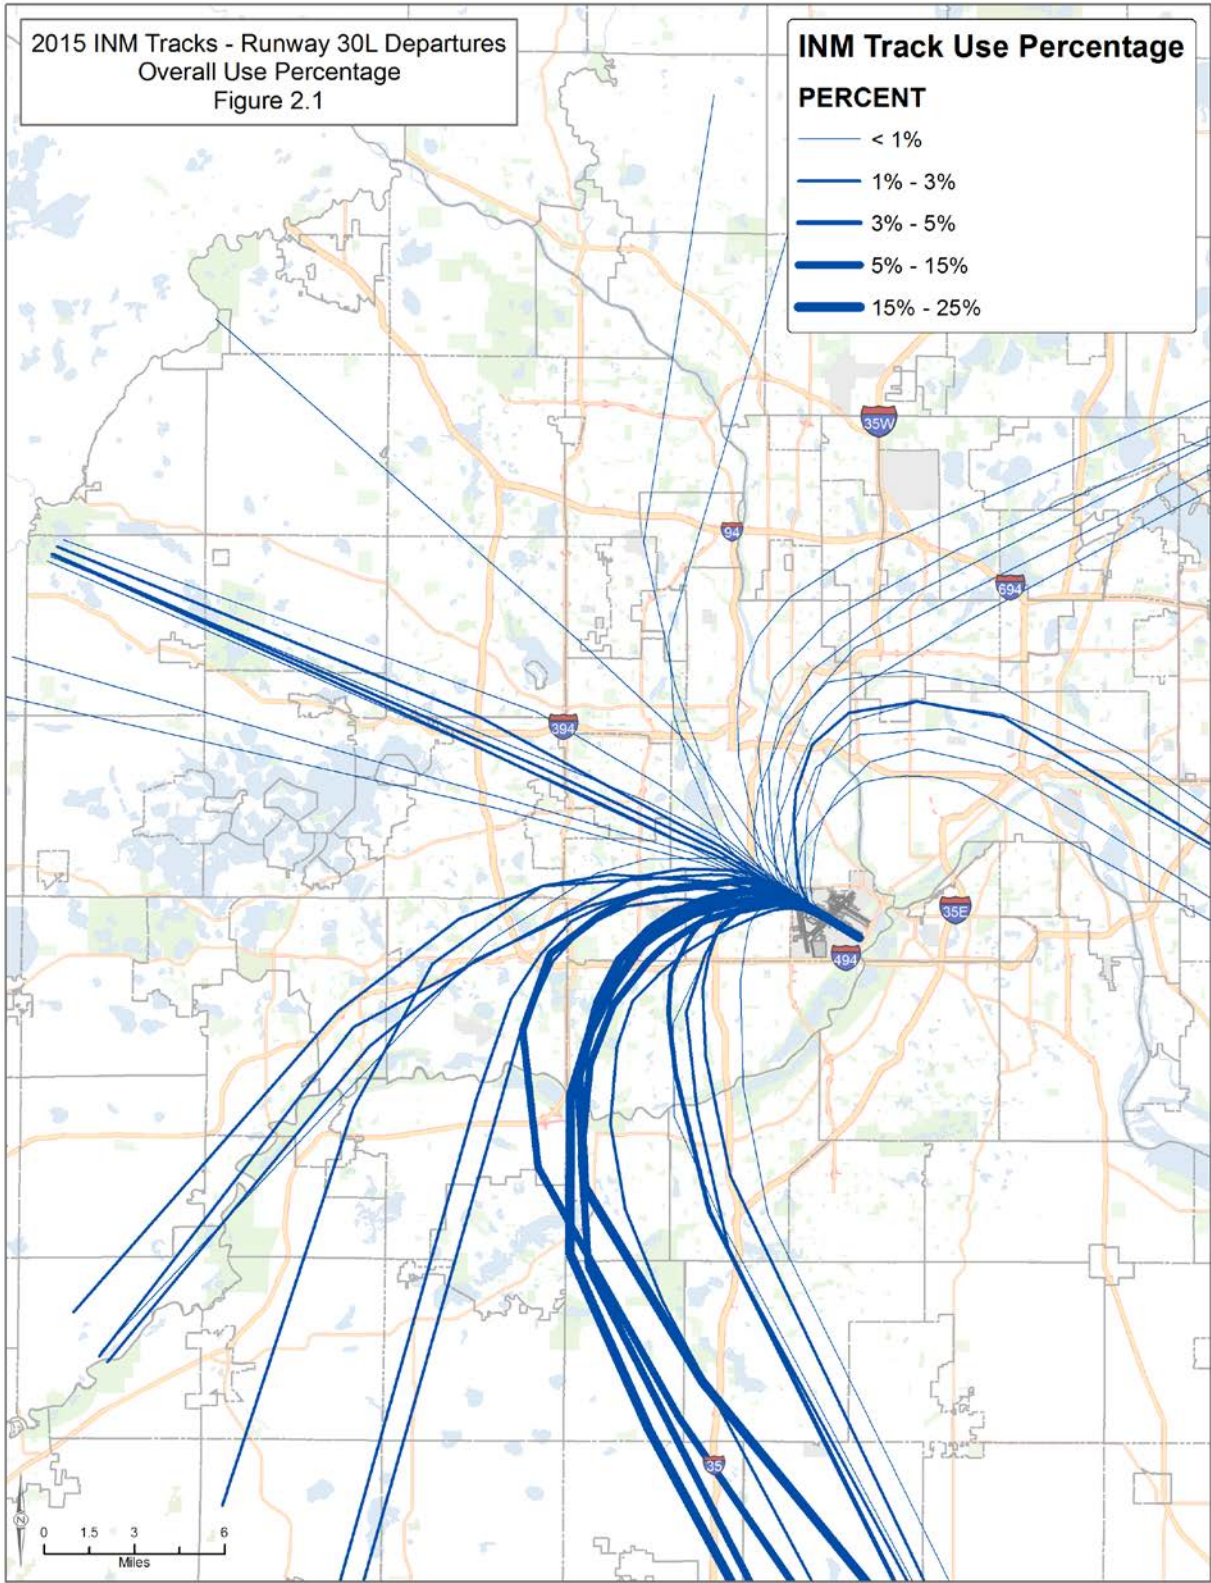 2015 INM Tracks - Runway 30L Departures
Overall Use Percentage
Figure 2.1
INM Track Use Percentage
PERCENT
< 1%
1% - 3%
3% - 5%
5% - 15%
15% - 25%
35W
94
694
394
35E
494
35
N
0 1.5 3 6
Miles